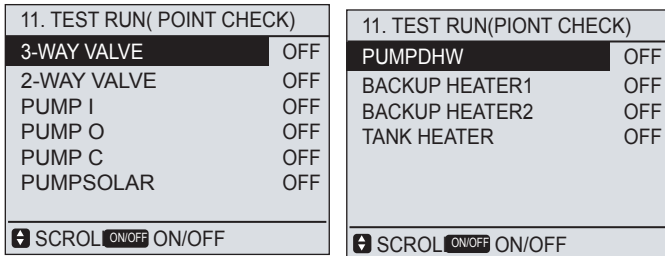 11. TEST RUN( POINT CHECK)
3-WAY VALVE OFF
2-WAY VALVE OFF
PUMP I OFF
PUMP O OFF
PUMP C OFF
PUMPSOLAR OFF
SCROLL ON/OFF ON/OFF
11. TEST RUN(PIONT CHECK)
PUMPDHW OFF
BACKUP HEATER1 OFF
BACKUP HEATER2 OFF
TANK HEATER OFF
SCROLL ON/OFF ON/OFF